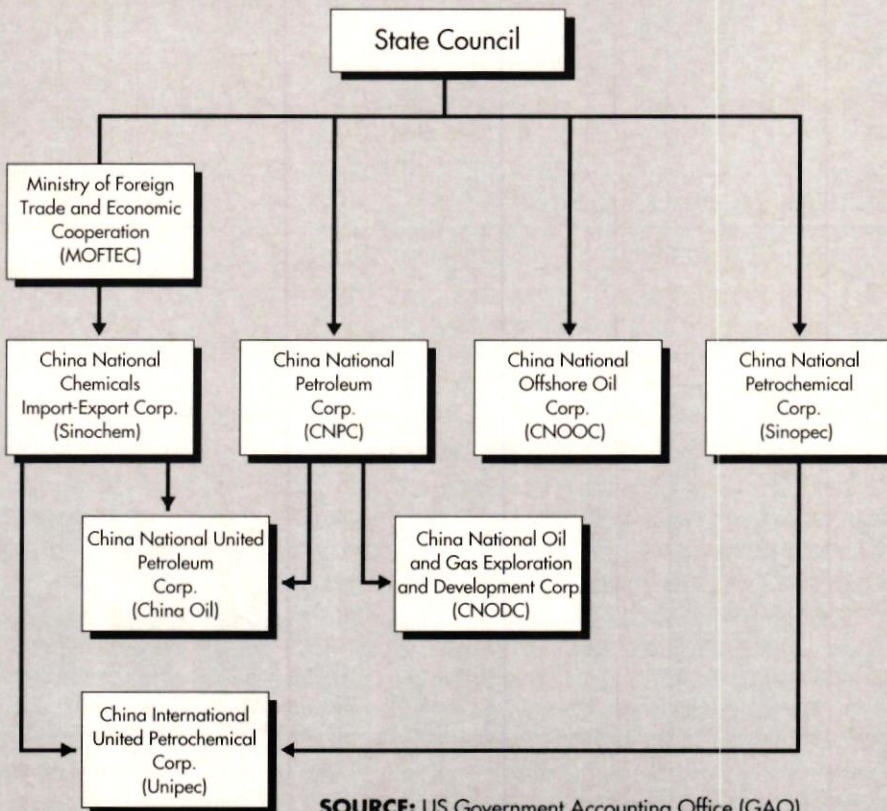 State Council
Ministry of Foreign
Trade and Economic
Cooperation
(MOFTEC)
China National
Chemicals
Import-Export Corp.
(Sinochem)
China National
Petroleum
Corp.
(CNPC)
China National
Offshore Oil
Corp.
(CNOOC)
China National
Petrochemical
Corp.
(Sinopec)
China National United
Petroleum
Corp.
(China Oil)
China National Oil
and Gas Exploration
and Development Corp
(CNODC)
China International
United Petrochemical
Corp.
(Unipec)
SOURCE: US Government Accounting Office (GAO)